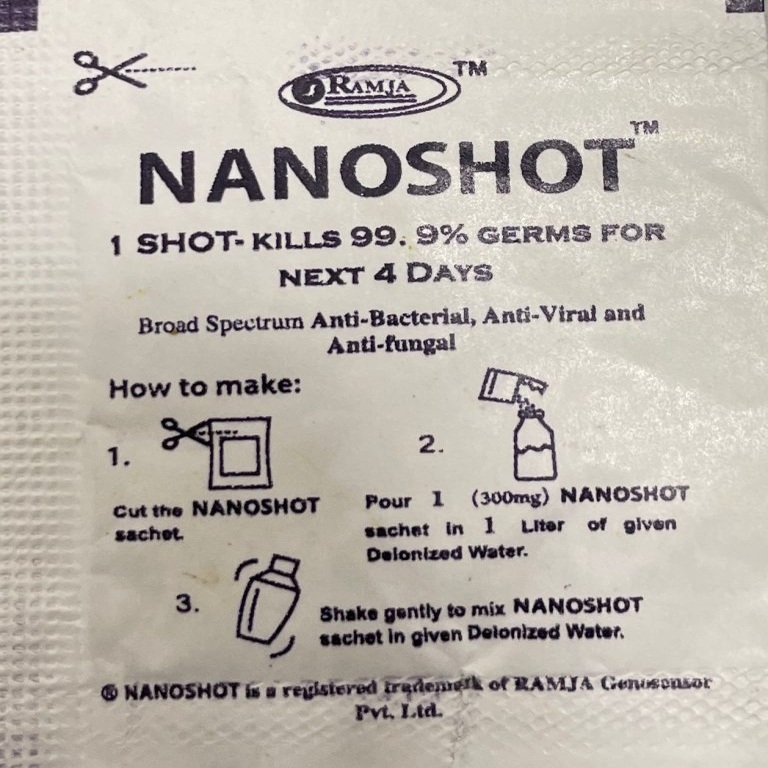 RAMJA TM
NANOSHOT TM
1 SHOT- KILLS 99. 9% GERMS FOR
NEXT 4 DAYS
Broad Spectrum Anti-Bacterial, Anti-Viral and
Anti-fungal
How to make:
1.
2.
Cut the NANOSHOT
sachet.
Pour 1 (300mg) NANOSHOT
sachet in 1 Liter of given
Deionized Water.
3.
Shake gently to mix NANOSHOT
sachet in given Deionized Water.
® NANOSHOT is a registered trademerk of RAMJA Genosensor
Pvt. Ltd.